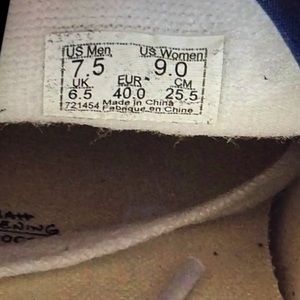 US Men US Women
7.5 9.0
UK EUR CM
6.5 40.0 25.5
721454 Made in China
Fabriqué en Chine